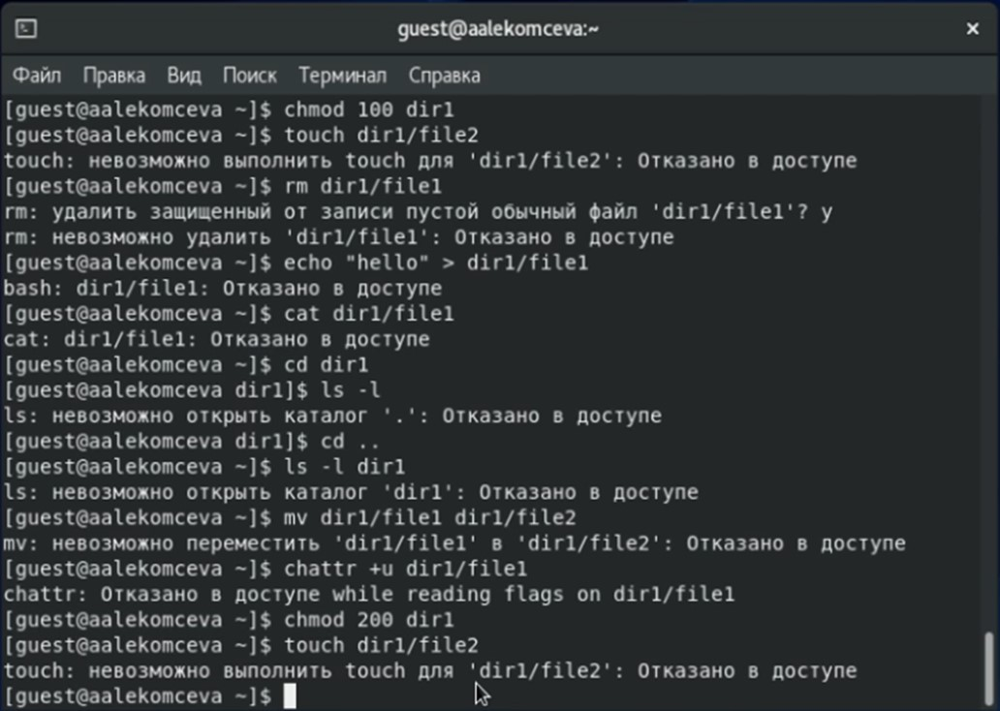 guest@aalekomceva:~
Файл Правка Вид Поиск Терминал Справка
[guest@aalekomceva ~]$ chmod 100 dir1
[guest@aalekomceva ~]$ touch dir1/file2
touch: невозможно выполнить touch для 'dir1/file2': Отказано в доступе
[guest@aalekomceva ~]$ rm dir1/file1
rm: удалить защищенный от записи пустой обычный файл 'dir1/file1'? y
rm: невозможно удалить 'dir1/file1': Отказано в доступе
[guest@aalekomceva ~]$ echo "hello" > dir1/file1
bash: dir1/file1: Отказано в доступе
[guest@aalekomceva ~]$ cat dir1/file1
cat: dir1/file1: Отказано в доступе
[guest@aalekomceva ~]$ cd dir1
[guest@aalekomceva dir1]$ ls -l
ls: невозможно открыть каталог '.': Отказано в доступе
[guest@aalekomceva dir1]$ cd ..
[guest@aalekomceva ~]$ ls -l dir1
ls: невозможно открыть каталог 'dir1': Отказано в доступе
[guest@aalekomceva ~]$ mv dir1/file1 dir1/file2
mv: невозможно переместить 'dir1/file1' в 'dir1/file2': Отказано в доступе
[guest@aalekomceva ~]$ chattr +u dir1/file1
chattr: Отказано в доступе while reading flags on dir1/file1
[guest@aalekomceva ~]$ chmod 200 dir1
[guest@aalekomceva ~]$ touch dir1/file2
touch: невозможно выполнить touch для 'dir1/file2': Отказано в доступе
[guest@aalekomceva ~]$